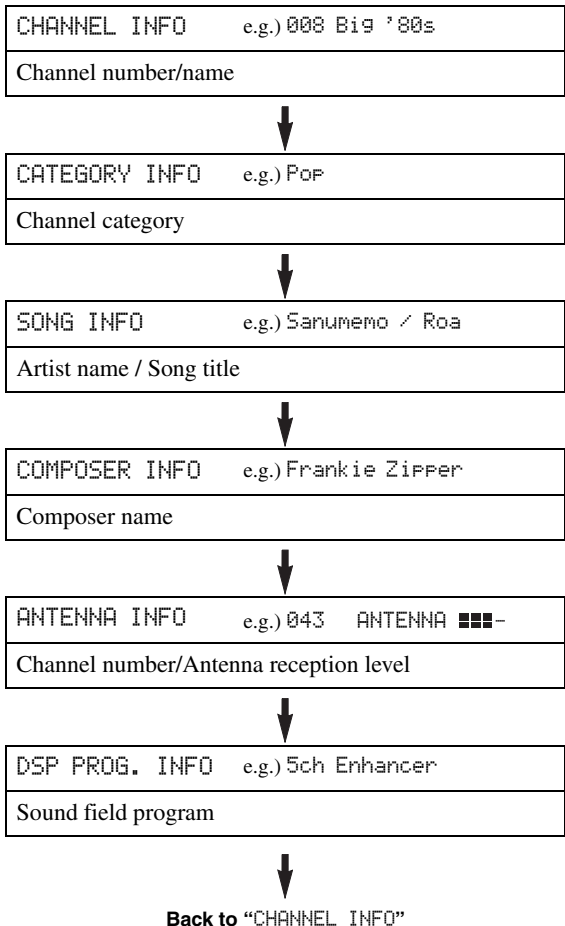 CHANNEL INFO e.g.) 008 Big '80s
Channel number/name
CATEGORY INFO e.g.) Pop
Channel category
SONG INFO e.g.) Sanumemo / Roa
Artist name / Song title
COMPOSER INFO e.g.) Frankie Zipper
Composer name
ANTENNA INFO e.g.) 043 ANTENNA ■■■-
Channel number/Antenna reception level
DSP PROG. INFO e.g.) 5ch Enhancer
Sound field program
Back to “CHANNEL INFO”